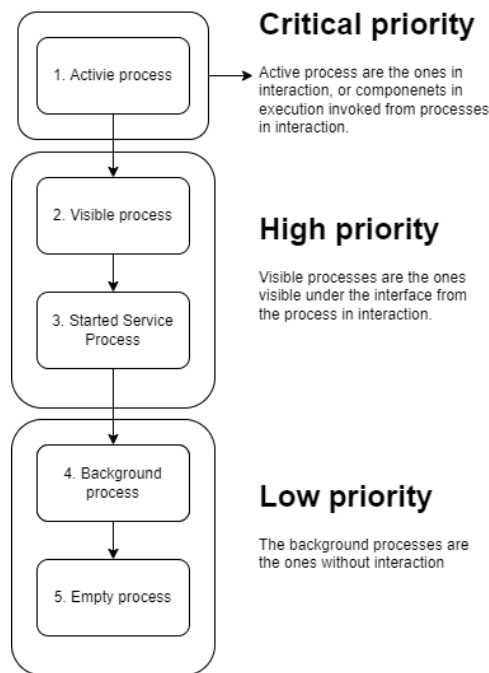 Critical priority
1. Activie process
Active process are the ones in
interaction, or componenets in
execution invoked from processes
in interaction.
2. Visible process
High priority
Visible processes are the ones
visible under the interface from
the process in interaction.
3. Started Service
Process
4. Background
process
Low priority
The background processes are
the ones without interaction
5. Empty process